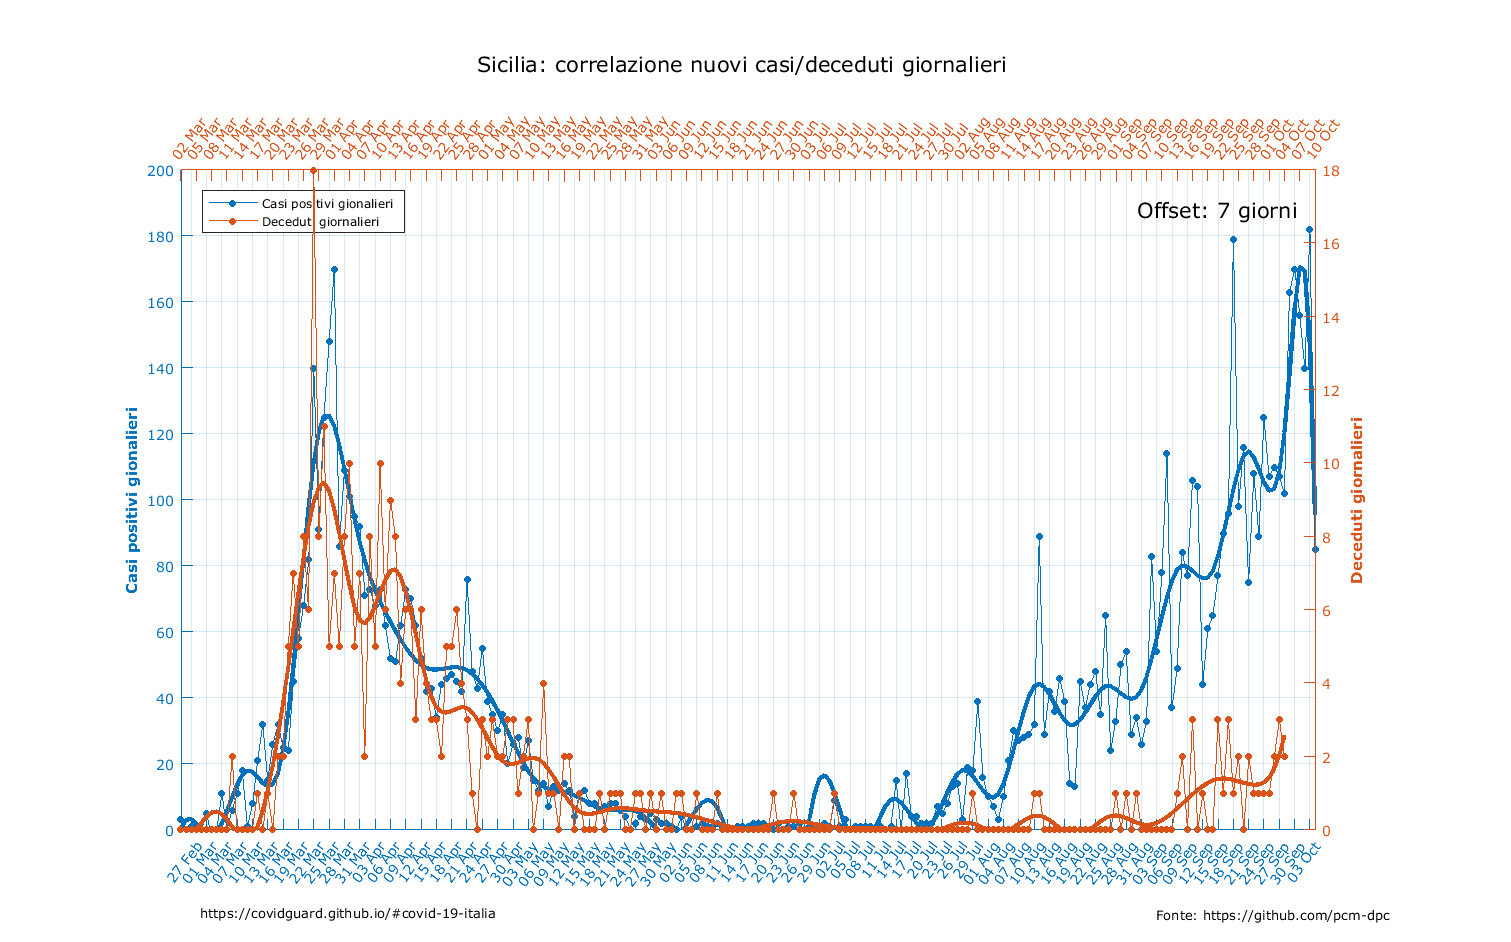 Sicilia: correlazione nuovi casi/deceduti giornalieri
02 Mar
05 Mar
08 Mar
11 Mar
14 Mar
17 Mar
20 Mar
23 Mar
26 Mar
29 Mar
01 Apr
04 Apr
07 Apr
10 Apr
13 Apr
16 Apr
19 Apr
22 Apr
25 Apr
28 Apr
01 May
04 May
07 May
10 May
13 May
16 May
19 May
22 May
25 May
28 May
31 May
03 Jun
06 Jun
09 Jun
12 Jun
15 Jun
18 Jun
21 Jun
24 Jun
27 Jun
30 Jun
03 Jul
06 Jul
09 Jul
12 Jul
15 Jul
18 Jul
21 Jul
24 Jul
27 Jul
30 Jul
02 Aug
05 Aug
08 Aug
11 Aug
14 Aug
17 Aug
20 Aug
23 Aug
26 Aug
29 Aug
01 Sep
04 Sep
07 Sep
10 Sep
13 Sep
16 Sep
19 Sep
22 Sep
25 Sep
28 Sep
01 Oct
04 Oct
07 Oct
10 Oct
Casi positivi gionalieri
Deceduti giornalieri
Offset: 7 giorni
200
180
160
140
120
100
80
60
40
20
0
Casi positivi gionalieri
18
16
14
12
10
8
6
4
2
0
Deceduti giornalieri
27 Feb
01 Mar
04 Mar
07 Mar
10 Mar
13 Mar
16 Mar
19 Mar
22 Mar
25 Mar
28 Mar
31 Mar
03 Apr
06 Apr
09 Apr
12 Apr
15 Apr
18 Apr
21 Apr
24 Apr
27 Apr
30 Apr
03 May
06 May
09 May
12 May
15 May
18 May
21 May
24 May
27 May
30 May
02 Jun
05 Jun
08 Jun
11 Jun
14 Jun
17 Jun
20 Jun
23 Jun
26 Jun
29 Jun
02 Jul
05 Jul
08 Jul
11 Jul
14 Jul
17 Jul
20 Jul
23 Jul
26 Jul
29 Jul
01 Aug
04 Aug
07 Aug
10 Aug
13 Aug
16 Aug
19 Aug
22 Aug
25 Aug
28 Aug
31 Aug
03 Sep
06 Sep
09 Sep
12 Sep
15 Sep
18 Sep
21 Sep
24 Sep
27 Sep
30 Sep
03 Oct
https://covidguard.github.io/#covid-19-italia
Fonte: https://github.com/pcm-dpc